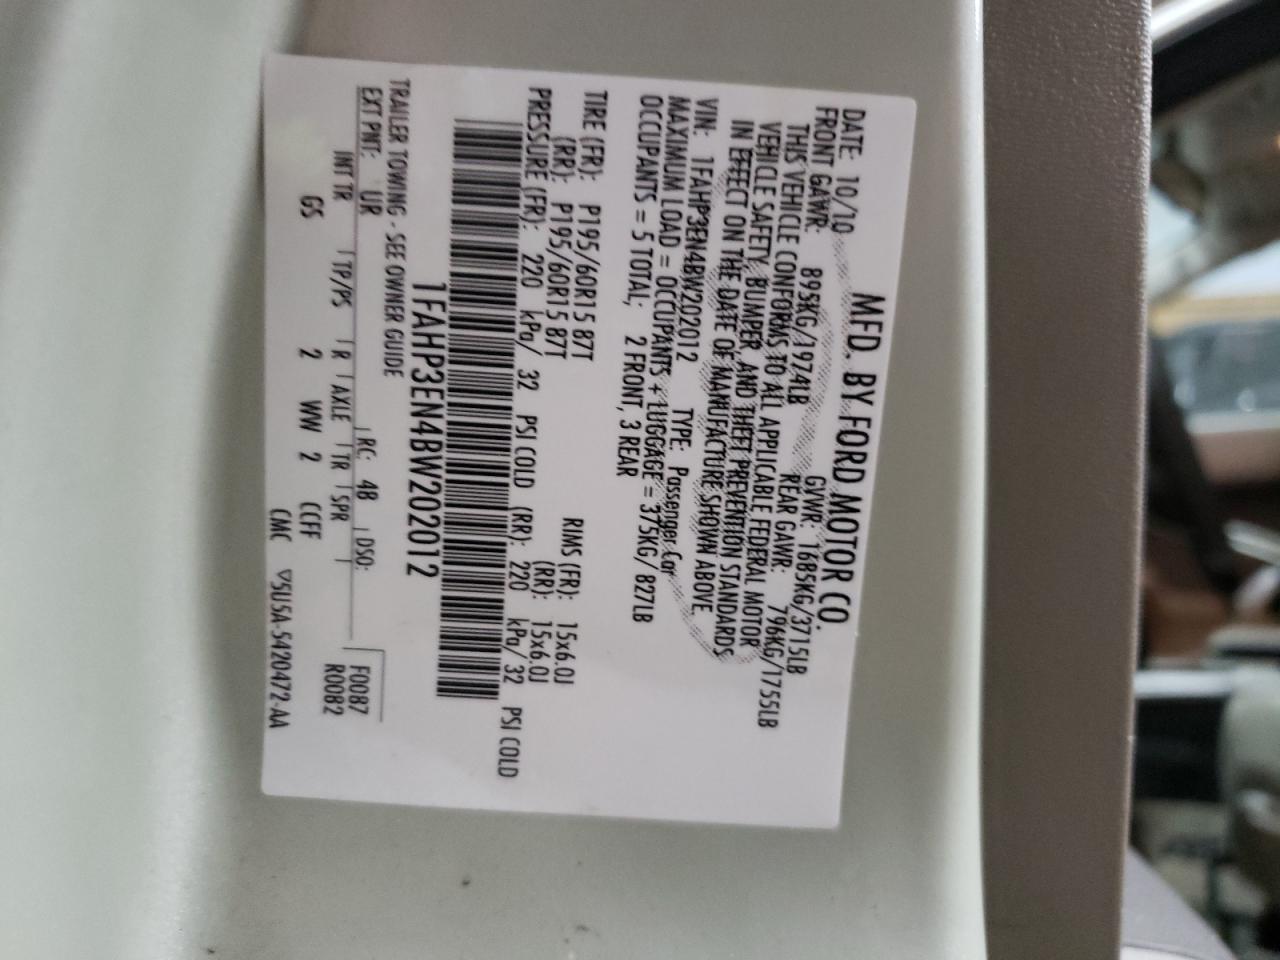 MFD. BY FORD MOTOR CO.
DATE: 10/10 GVWR: 1685KG/3715LB
FRONT GAWR: 895KG/1974LB REAR GAWR: 796KG/1755LB
THIS VEHICLE CONFORMS TO ALL APPLICABLE FEDERAL MOTOR
VEHICLE SAFETY, BUMPER, AND THEFT PREVENTION STANDARDS
IN EFFECT ON THE DATE OF MANUFACTURE SHOWN ABOVE.
VIN: 1FAHP3EN4BW202012 TYPE: Passenger Car
MAXIMUM LOAD = OCCUPANTS + LUGGAGE = 375KG/ 827LB
OCCUPANTS = 5 TOTAL, 2 FRONT, 3 REAR
TIRE (FR): P195/60R15 87T RIMS (FR): 15x6.0J
(RR): P195/60R15 87T (RR): 15x6.0J
PRESSURE (FR): 220 kPa/ 32 PSI COLD (RR): 220 kPa/ 32 PSI COLD
1FAHP3EN4BW202012
TRAILER TOWING - SEE OWNER GUIDE
EXT PNT: UR RC: 48 DSO: F0087
INT TR TP/PS R AXLE TR SPR R0082
GS 2 WW 2 CCFF
CMC ▽5U5A-5420472-AA